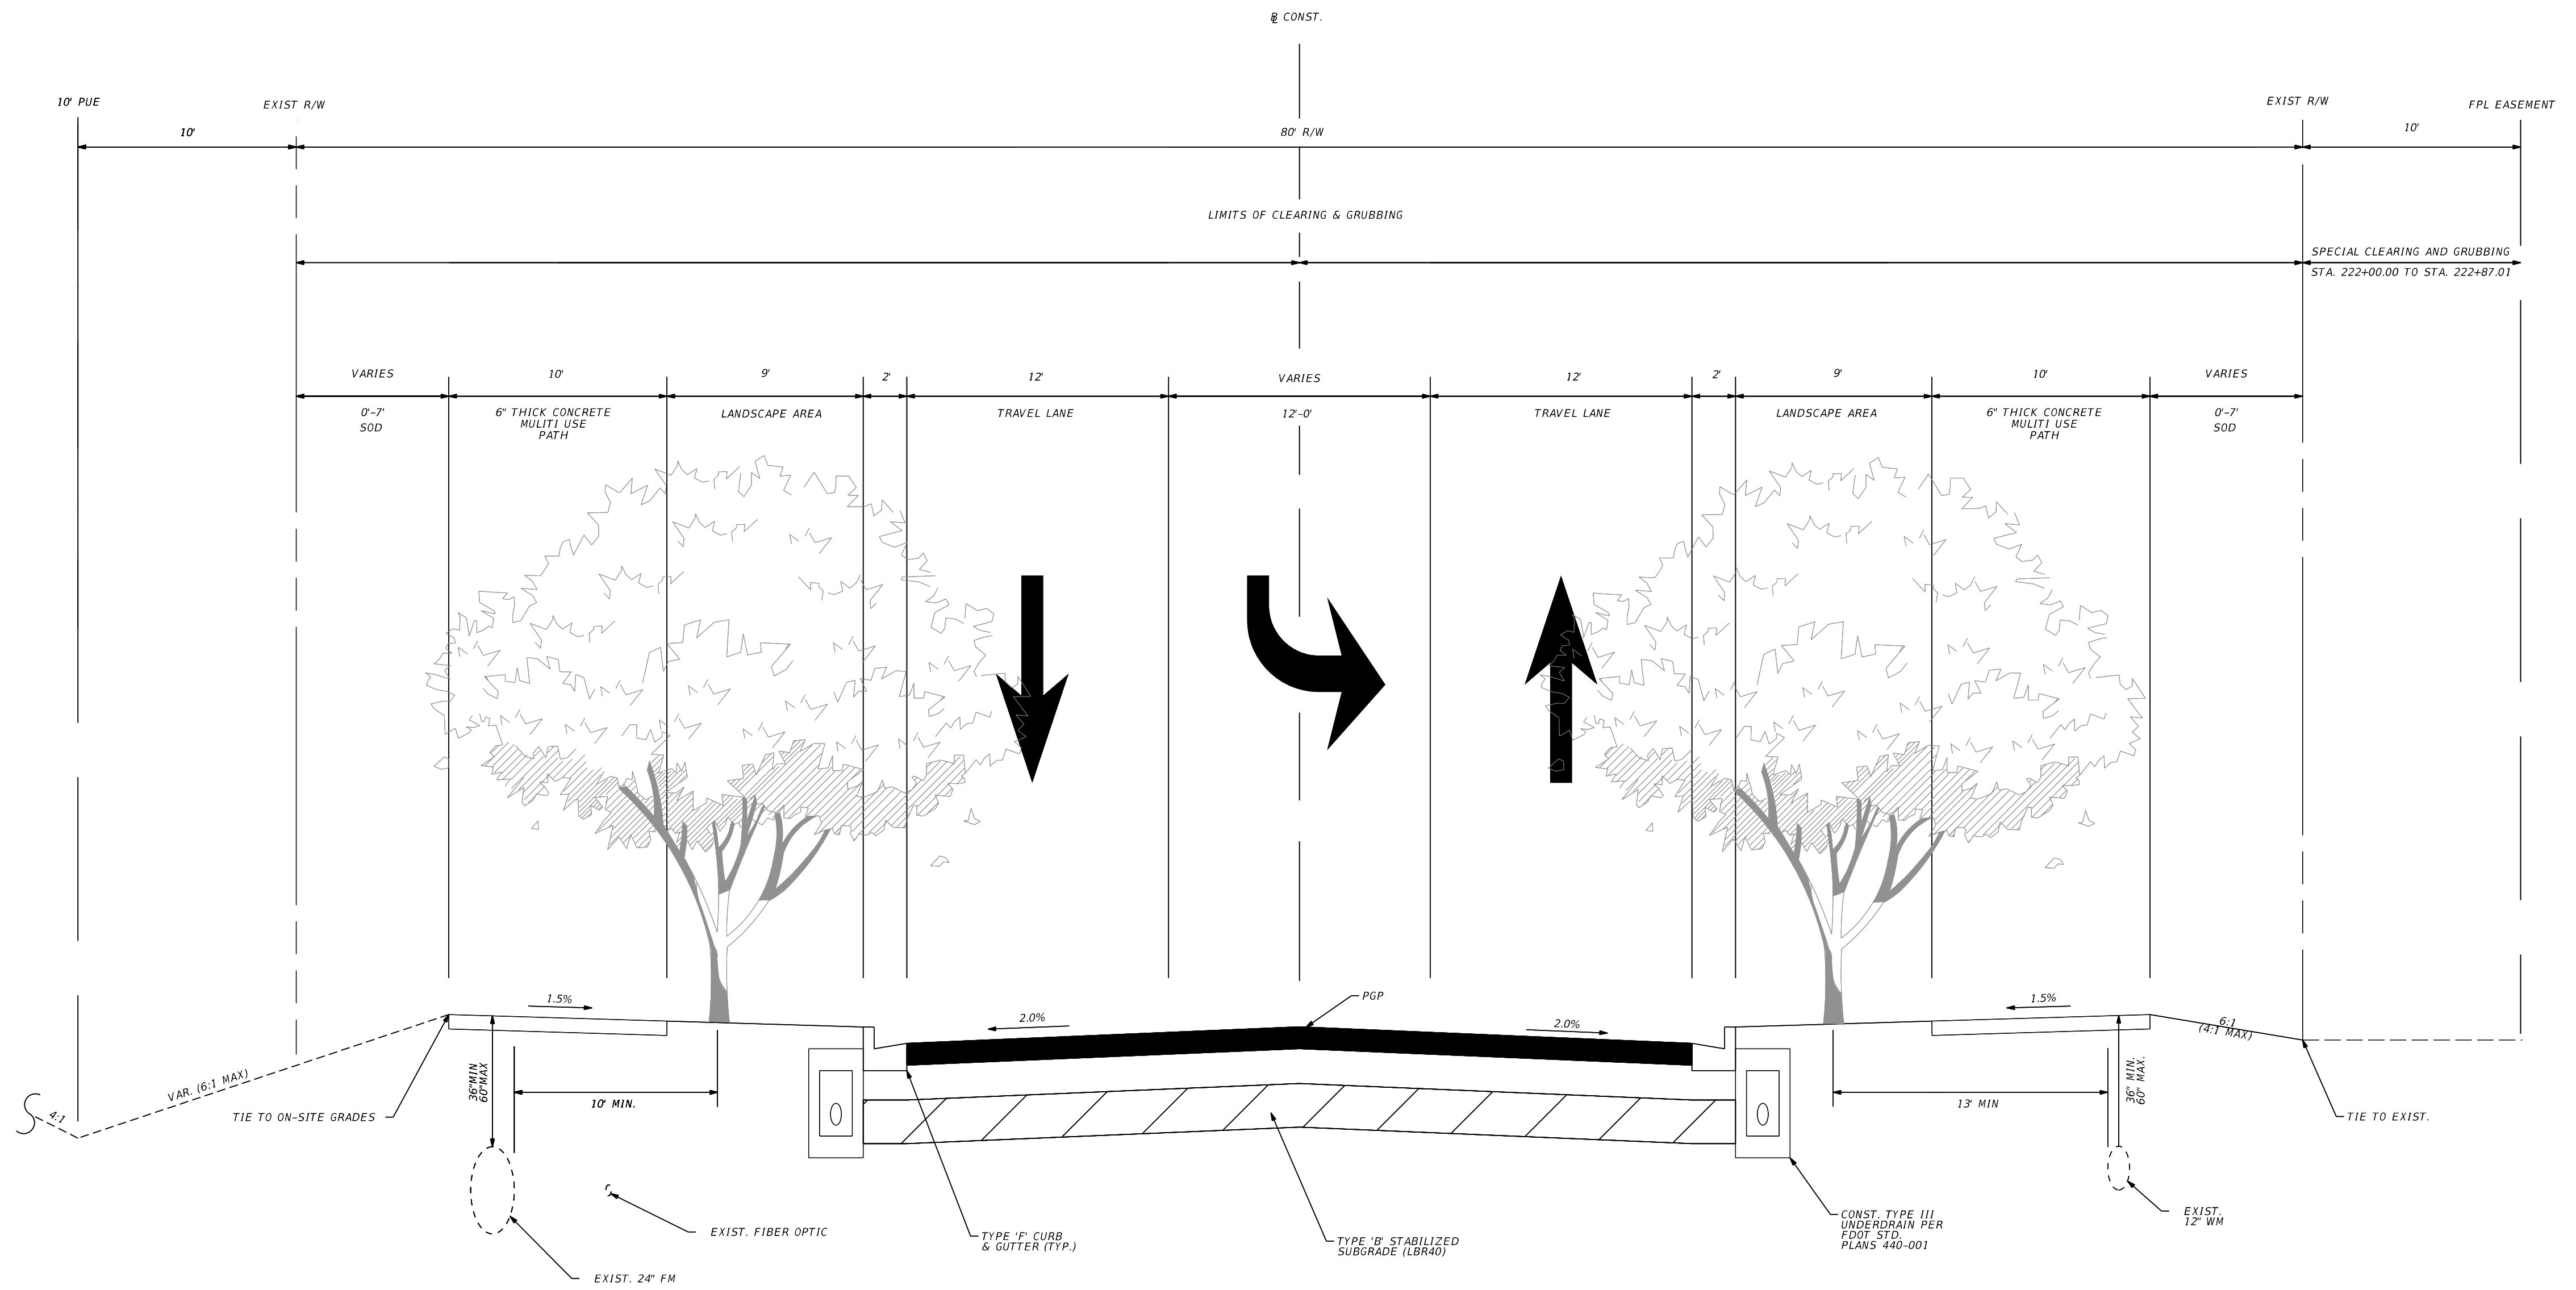 ℄ CONST.
10' PUE
EXIST R/W
EXIST R/W
FPL EASEMENT
10'
80' R/W
10'
LIMITS OF CLEARING & GRUBBING
SPECIAL CLEARING AND GRUBBING
STA. 222+00.00 TO STA. 222+87.01
VARIES
10'
9'
2'
12'
VARIES
12'
2'
9'
10'
VARIES
0'-7'
SOD
6" THICK CONCRETE
MULITI USE
PATH
LANDSCAPE AREA
TRAVEL LANE
12'-0'
TRAVEL LANE
LANDSCAPE AREA
6" THICK CONCRETE
MULITI USE
PATH
0'-7'
SOD
1.5%
2.0%
PGP
2.0%
1.5%
6:1
(4:1 MAX)
4:1
VAR. (6:1 MAX)
TIE TO ON-SITE GRADES
36"MIN
60"MAX
10' MIN.
13' MIN
36" MIN.
60" MAX.
TIE TO EXIST.
EXIST. FIBER OPTIC
EXIST. 24" FM
TYPE 'F' CURB
& GUTTER (TYP.)
TYPE 'B' STABILIZED
SUBGRADE (LBR40)
CONST. TYPE III
UNDERDRAIN PER
FDOT STD.
PLANS 440-001
EXIST.
12" WM